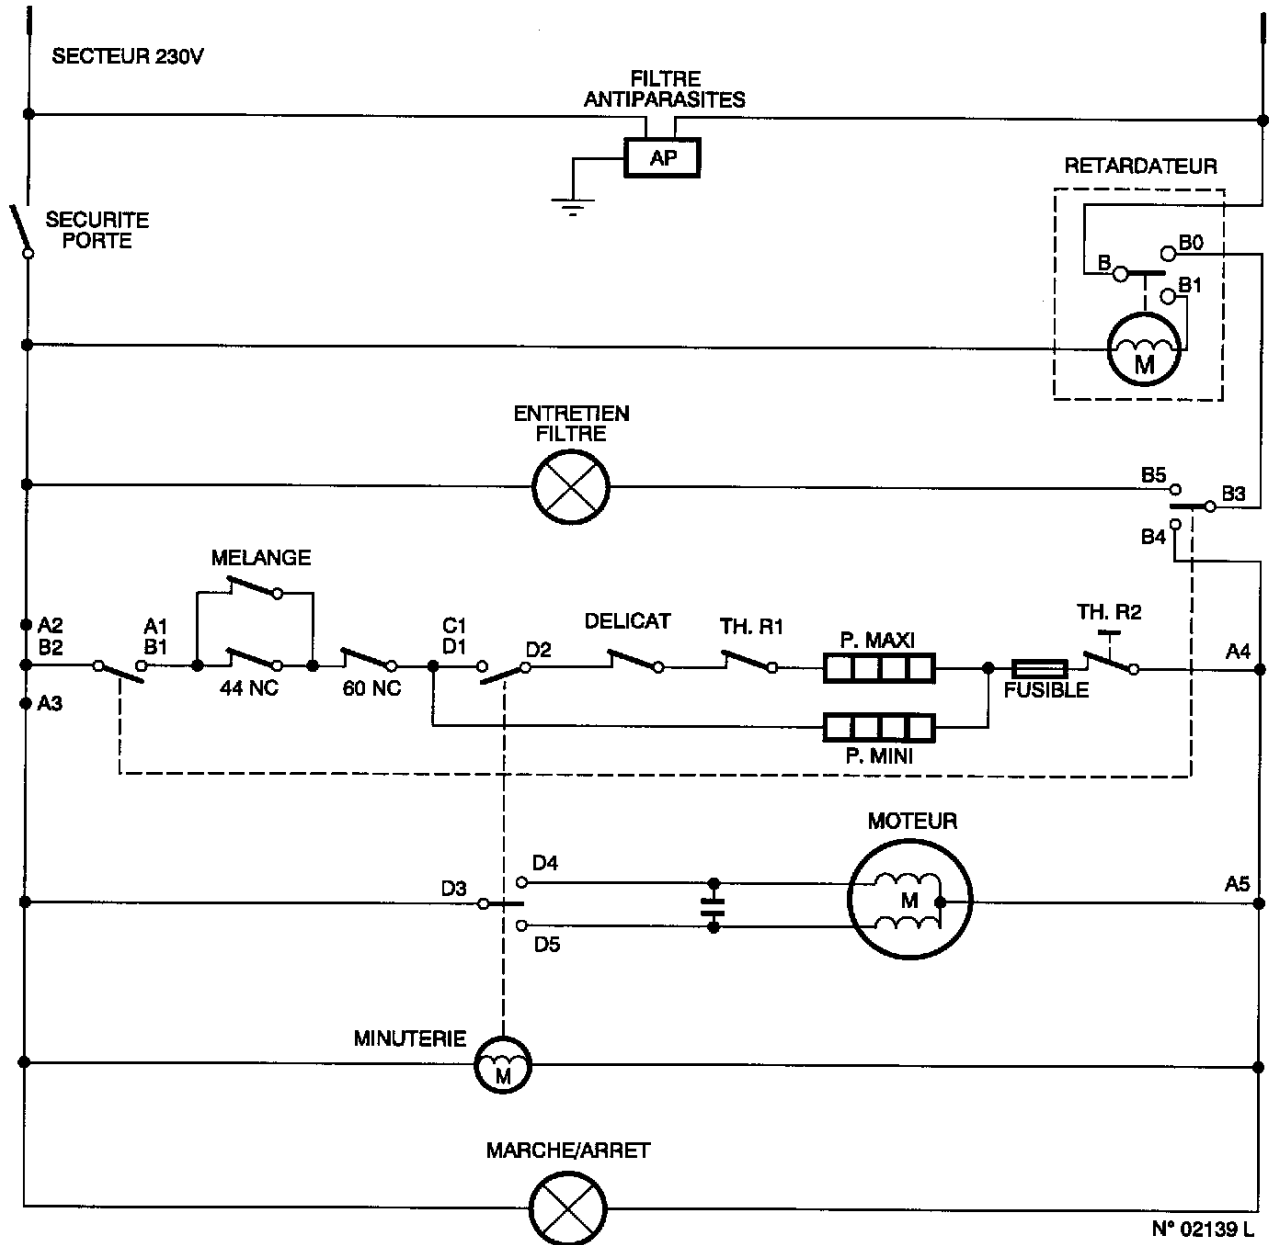 SECTEUR 230V
FILTRE
ANTIPARASITES
AP
RETARDATEUR
SECURITE
PORTE
B0
B
B1
M
ENTRETIEN
FILTRE
B5
B3
B4
MELANGE
A2
B2
A1
B1
44 NC
60 NC
C1
D1
D2
DELICAT
TH. R1
P. MAXI
FUSIBLE
TH. R2
A4
A3
P. MINI
MOTEUR
D4
D3
M
A5
D5
MINUTERIE
M
MARCHE/ARRET
N° 02139 L